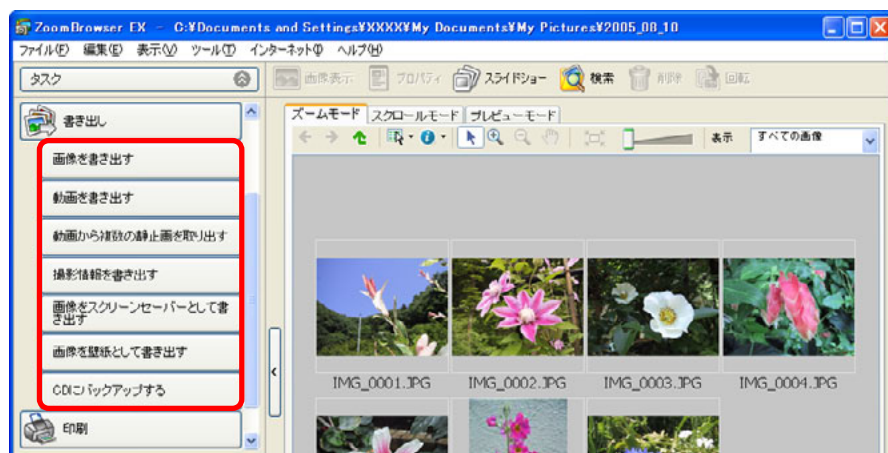 ZoomBrowser EX - C:¥Documents and Settings¥XXXX¥My Documents¥My Pictures¥2005_08_10
ファイル(F) 編集(E) 表示(V) ツール(T) インターネット(I) ヘルプ(H)
タスク
画像表示 プロパティ スライドショー 検索 削除 回転
書き出し
画像を書き出す
動画を書き出す
動画から複数の静止画を取り出す
撮影情報を書き出す
画像をスクリーンセーバーとして書
き出す
画像を壁紙として書き出す
CDにバックアップする
印刷
ズームモード スクロールモード プレビューモード
表示 すべての画像
IMG_0001.JPG IMG_0002.JPG IMG_0003.JPG IMG_0004.JPG